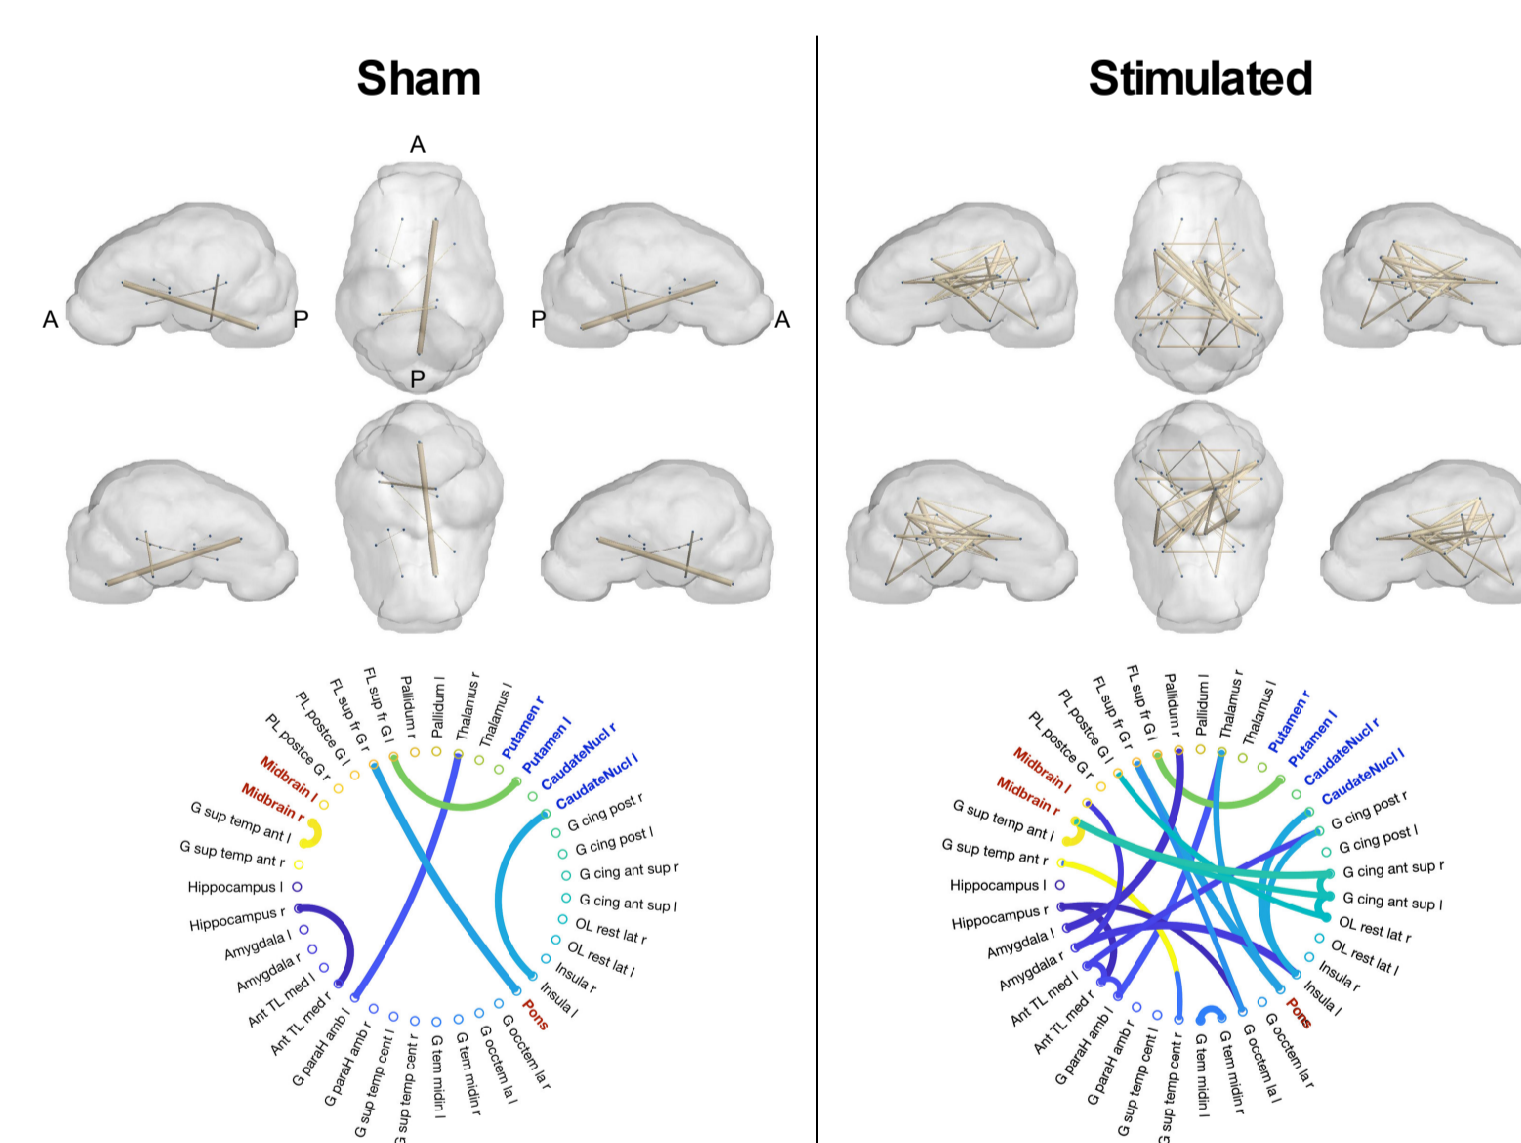 Sham
Stimulated
A
A
P
P
A
P
FL sup fr G r
FL sup fr G l
Pallidum r
Pallidum l
Thalamus r
Thalamus l
Putamen r
Putamen l
CaudateNucl r
CaudateNucl l
G cing post r
G cing post l
G cing ant sup r
G cing ant sup l
OL rest lat r
OL rest lat l
Insula r
Insula l
Pons
G occtem la r
G occtem la l
G tem midin r
G tem midin l
G sup temp cent r
G sup temp cent l
G paraH amb r
G paraH amb l
Ant TL med r
Ant TL med l
Amygdala r
Amygdala l
Hippocampus r
Hippocampus l
G sup temp ant r
G sup temp ant l
Midbrain r
Midbrain l
PL postce G r
PL postce G l
FL sup fr G r
FL sup fr G l
Pallidum r
Pallidum l
Thalamus r
Thalamus l
Putamen r
Putamen l
CaudateNucl r
CaudateNucl l
G cing post r
G cing post l
G cing ant sup r
G cing ant sup l
OL rest lat r
OL rest lat l
Insula r
Insula l
Pons
G occtem la r
G occtem la l
G tem midin r
G tem midin l
G sup temp cent r
G sup temp cent l
G paraH amb r
G paraH amb l
Ant TL med r
Ant TL med l
Amygdala r
Amygdala l
Hippocampus r
Hippocampus l
G sup temp ant r
G sup temp ant l
Midbrain r
Midbrain l
PL postce G r
PL postce G l